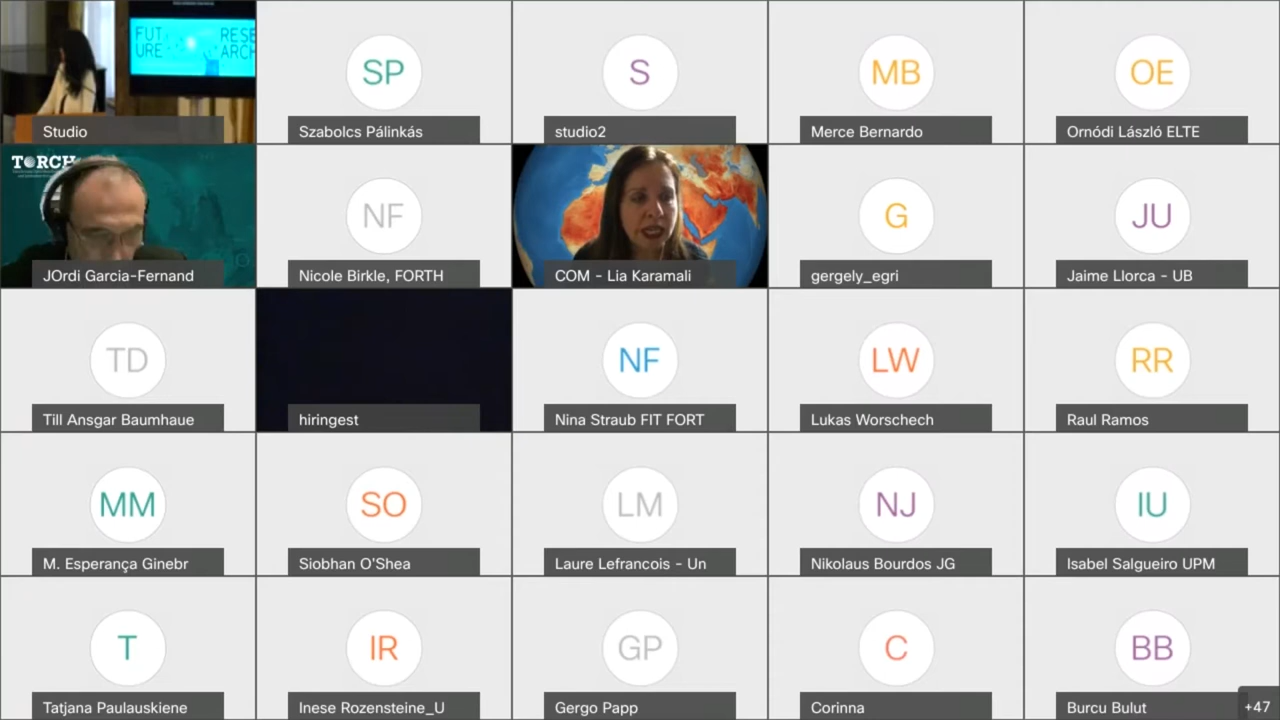 FUT
URE
RESE
ARCH
Studio
SP
Szabolcs Pálinkás
S
studio2
MB
Merce Bernardo
OE
Ornódi László ELTE
TORCH
JOrdi Garcia-Fernand
NF
Nicole Birkle, FORTH
COM - Lia Karamali
G
gergely_egri
JU
Jaime Llorca - UB
TD
Till Ansgar Baumhaue
hiringest
NF
Nina Straub FIT FORT
LW
Lukas Worschech
RR
Raul Ramos
MM
M. Esperança Ginebr
SO
Siobhan O'Shea
LM
Laure Lefrancois - Un
NJ
Nikolaus Bourdos JG
IU
Isabel Salgueiro UPM
T
Tatjana Paulauskiene
IR
Inese Rozensteine_U
GP
Gergo Papp
C
Corinna
BB
Burcu Bulut
+47